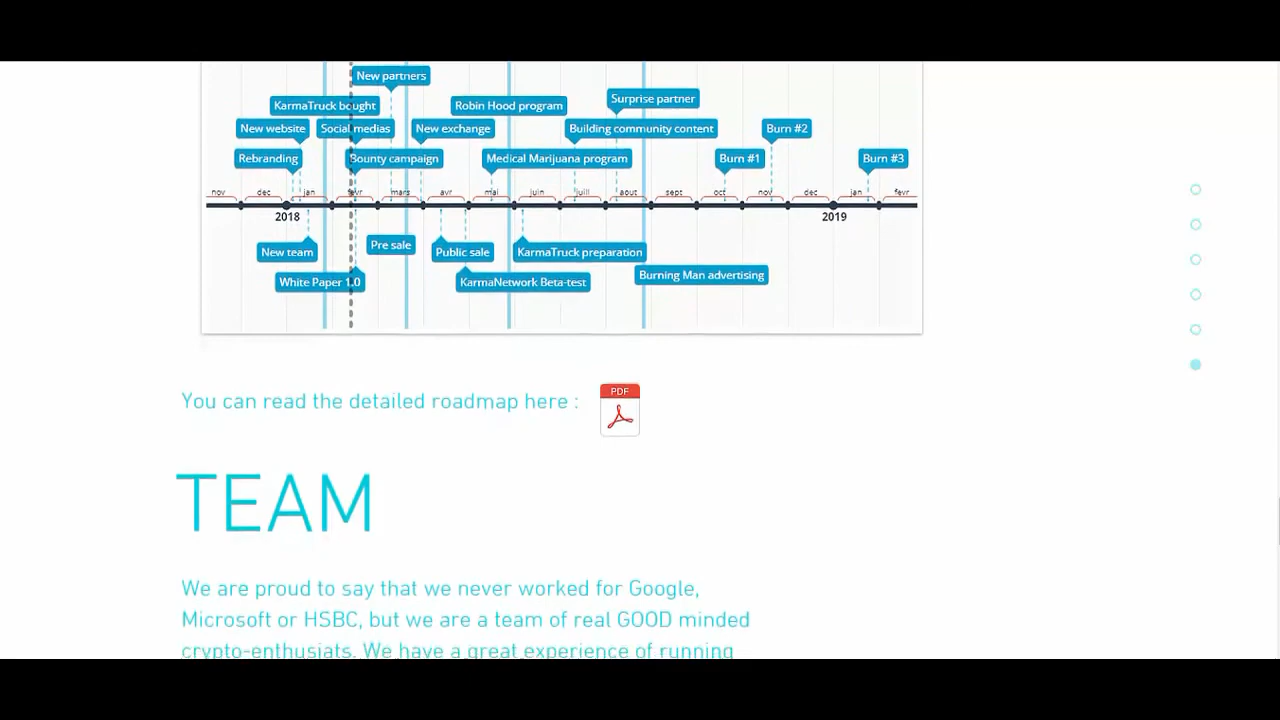 New partners
KarmaTruck bought Robin Hood program Surprise partner
New website Social medias New exchange Building community content Burn #2
Rebranding Bounty campaign Medical Marijuana program Burn #1 Burn #3
nov dec jan fevr mars avr mai juin juill aout sept oct nov dec jan fevr
2018 2019
New team Pre sale Public sale KarmaTruck preparation
White Paper 1.0 KarmaNetwork Beta-test Burning Man advertising
You can read the detailed roadmap here :
PDF
TEAM
We are proud to say that we never worked for Google,
Microsoft or HSBC, but we are a team of real GOOD minded
crypto-enthusiats. We have a great experience of running